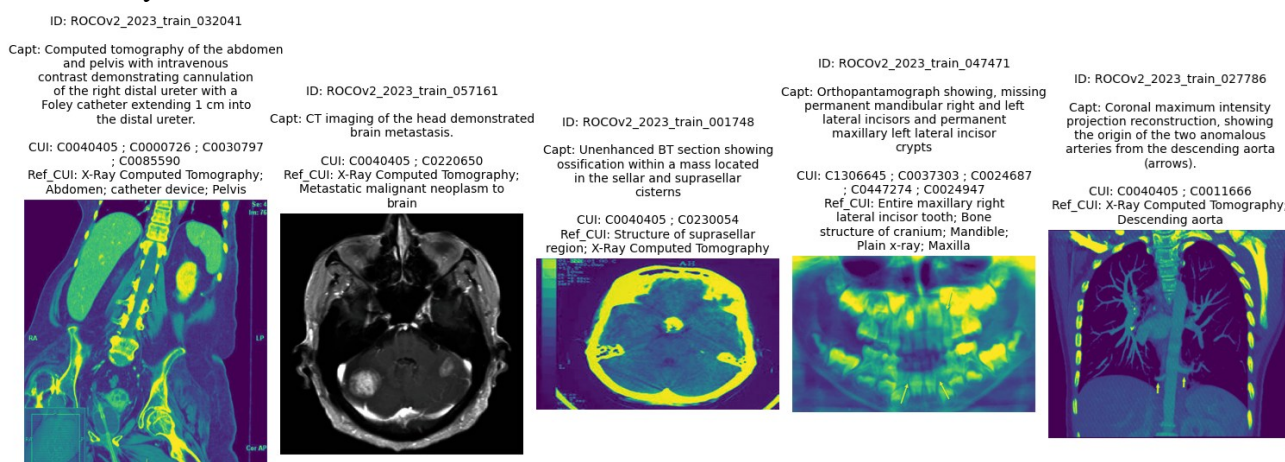 ID: ROCOv2_2023_train_032041
Capt: Computed tomography of the abdomen
and pelvis with intravenous
contrast demonstrating cannulation
of the right distal ureter with a
Foley catheter extending 1 cm into
the distal ureter.
CUI: C0040405 ; C0000726 ; C0030797
; C0085590
Ref_CUI: X-Ray Computed Tomography;
Abdomen; catheter device; Pelvis
RA
LP
ID: ROCOv2_2023_train_057161
Capt: CT imaging of the head demonstrated
brain metastasis.
CUI: C0040405 ; C0220650
Ref_CUI: X-Ray Computed Tomography;
Metastatic malignant neoplasm to
brain
ID: ROCOv2_2023_train_001748
Capt: Unenhanced BT section showing
ossification within a mass located
in the sellar and suprasellar
cisterns
CUI: C0040405 ; C0230054
Ref_CUI: Structure of suprasellar
region; X-Ray Computed Tomography
ID: ROCOv2_2023_train_047471
Capt: Orthopantamograph showing, missing
permanent mandibular right and left
lateral incisors and permanent
maxillary left lateral incisor
crypts
CUI: C1306645 ; C0037303 ; C0024687
; C0447274 ; C0024947
Ref_CUI: Entire maxillary right
lateral incisor tooth; Bone
structure of cranium; Mandible;
Plain x-ray; Maxilla
ID: ROCOv2_2023_train_027786
Capt: Coronal maximum intensity
projection reconstruction, showing
the origin of the two anomalous
arteries from the descending aorta
(arrows).
CUI: C0040405 ; C0011666
Ref_CUI: X-Ray Computed Tomography;
Descending aorta